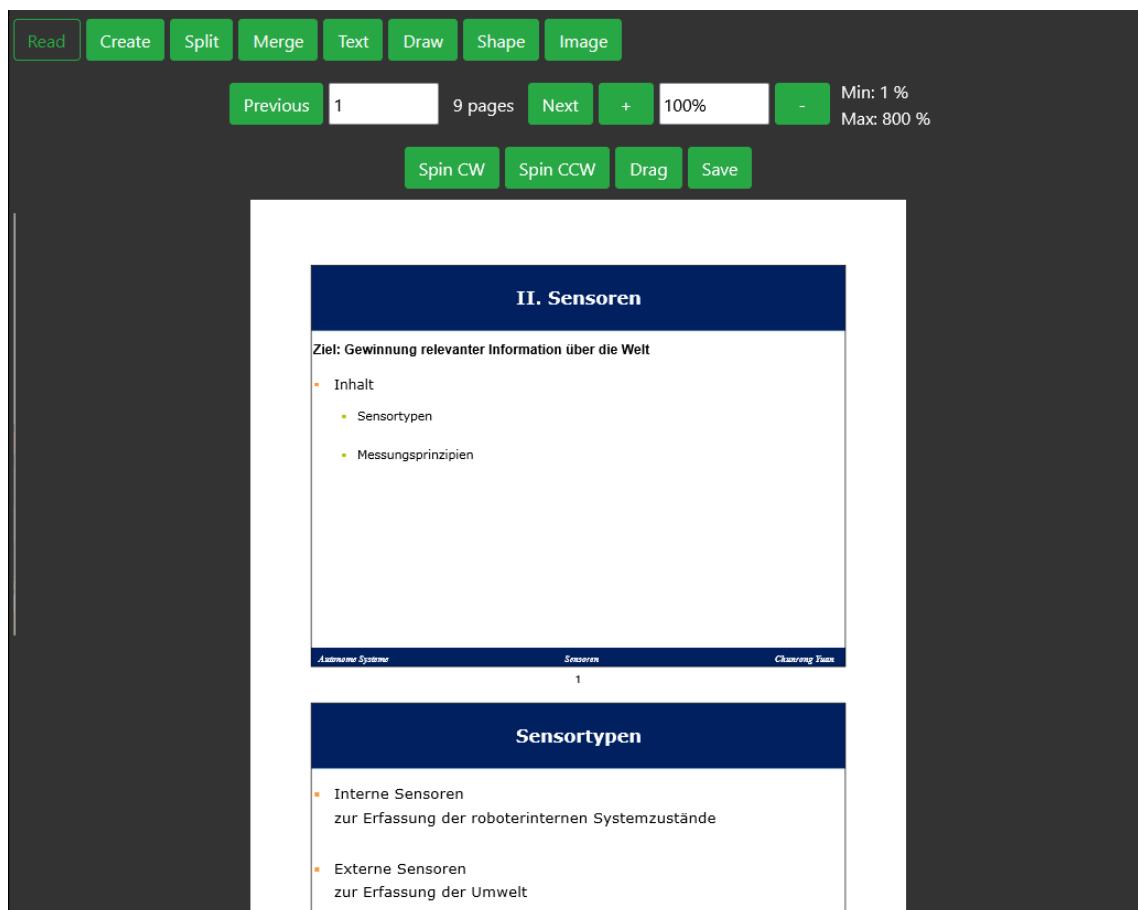 Read Create Split Merge Text Draw Shape Image
Previous 1 9 pages Next + 100% - Min: 1 %
Max: 800 %
Spin CW Spin CCW Drag Save
II. Sensoren
Ziel: Gewinnung relevanter Information über die Welt
Inhalt
Sensortypen
Messungsprinzipien
Autonome Systeme Sensoren Chunrong Yuan
1
Sensortypen
Interne Sensoren
zur Erfassung der roboterinternen Systemzustände
Externe Sensoren
zur Erfassung der Umwelt